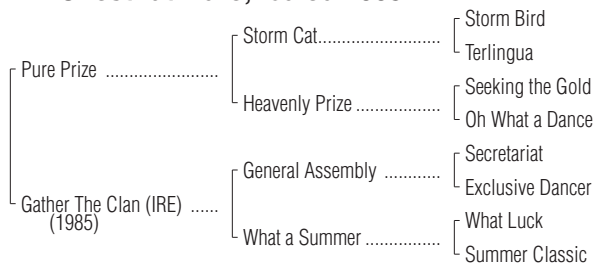 Storm Bird
Storm Cat........................
Terlingua
Pure Prize ......................
Seeking the Gold
Heavenly Prize .................
Oh What a Dance
Secretariat
General Assembly ...........
Exclusive Dancer
Gather The Clan (IRE) ......
(1985)
What Luck
What a Summer ...............
Summer Classic